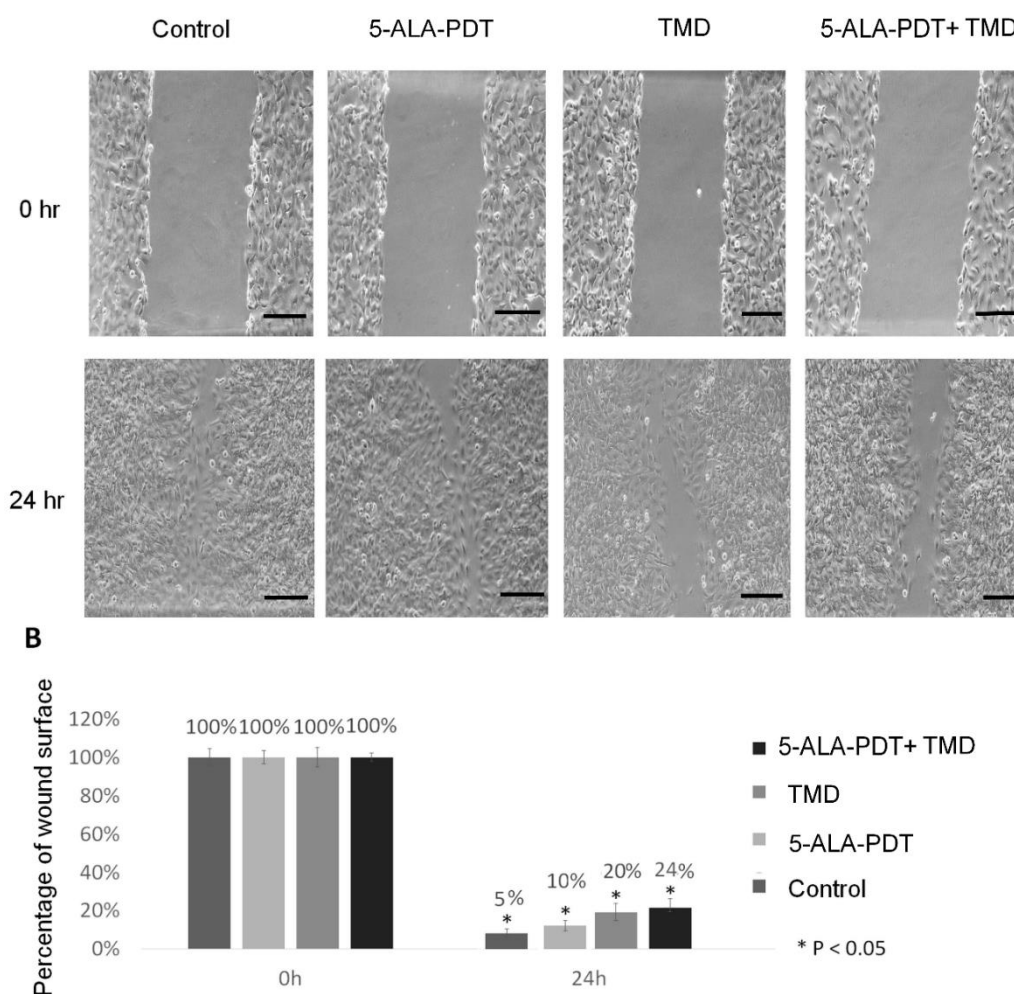 Control 5-ALA-PDT TMD 5-ALA-PDT+ TMD
0 hr
24 hr
B
Percentage of wound surface
120%
100%
80%
60%
40%
20%
0%
100% 100% 100% 100%
5% 10% 20% 24%
* * * *
0h 24h
5-ALA-PDT+ TMD
TMD
5-ALA-PDT
Control
* P < 0.05